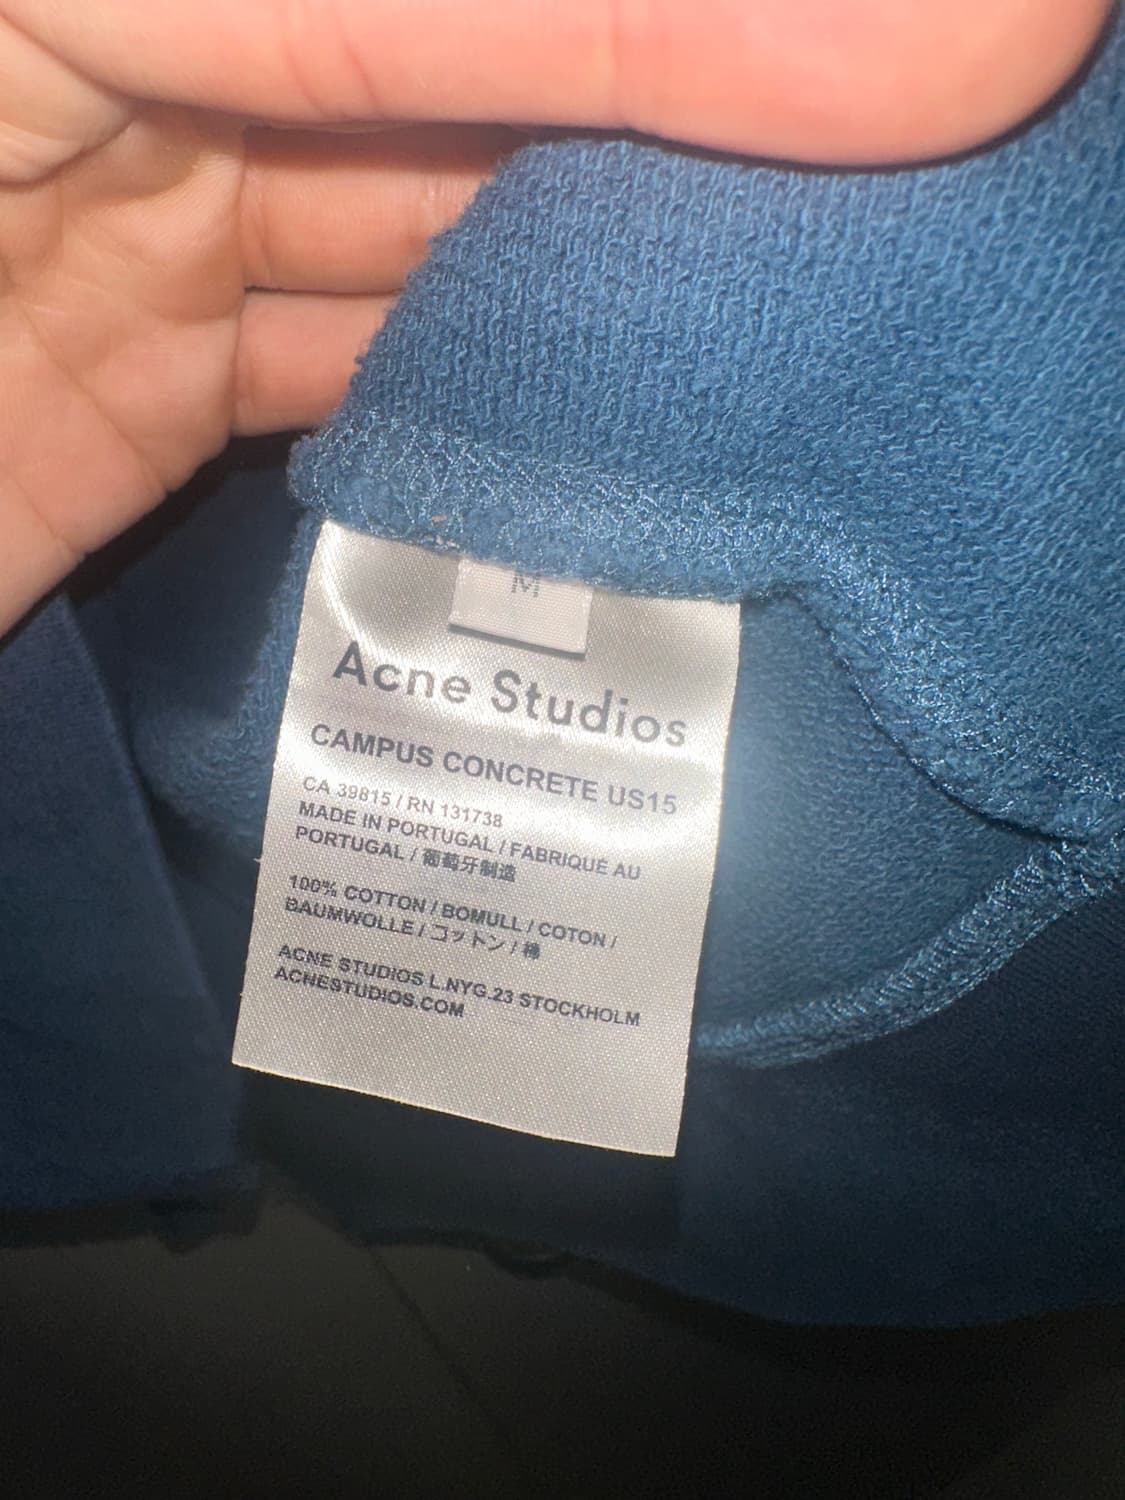 M
Acne Studios
CAMPUS CONCRETE US15
CA 39815 / RN 131738
MADE IN PORTUGAL / FABRIQUÉ AU
PORTUGAL / 葡萄牙制造
100% COTTON / BOMULL / COTON /
BAUMWOLLE / コットン / 棉
ACNE STUDIOS L.NYG.23 STOCKHOLM
ACNESTUDIOS.COM